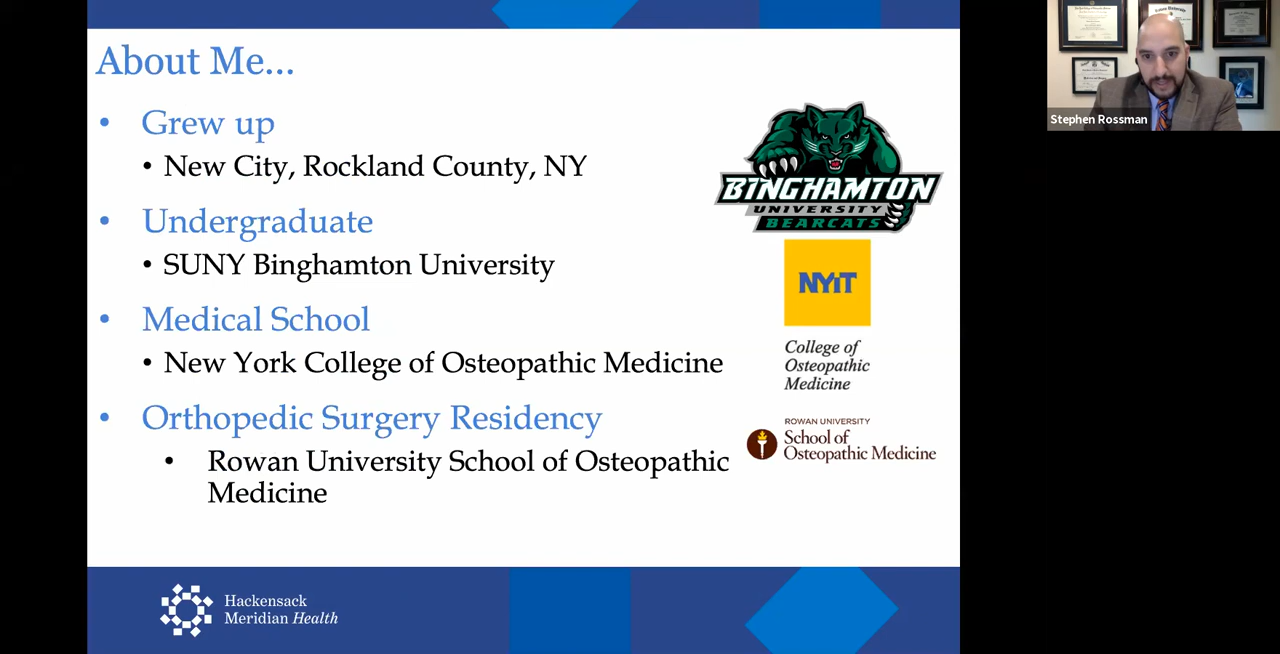 About Me...
• Grew up
• New City, Rockland County, NY
• Undergraduate
• SUNY Binghamton University
• Medical School
• New York College of Osteopathic Medicine
• Orthopedic Surgery Residency
• Rowan University School of Osteopathic
Medicine
BINGHAMTON
UNIVERSITY
BEARCATS
NYiT
College of
Osteopathic
Medicine
ROWAN UNIVERSITY
School of
Osteopathic Medicine
Hackensack
Meridian Health
Stephen Rossman